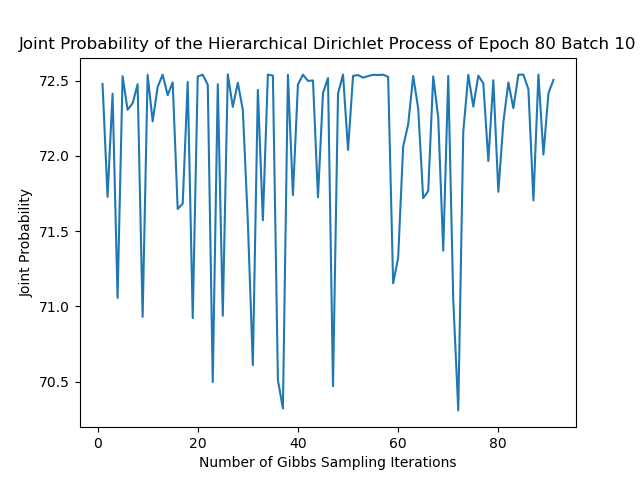 Joint Probability of the Hierarchical Dirichlet Process of Epoch 80 Batch 10
72.5
72.0
71.5
71.0
70.5
Joint Probability
0 20 40 60 80
Number of Gibbs Sampling Iterations